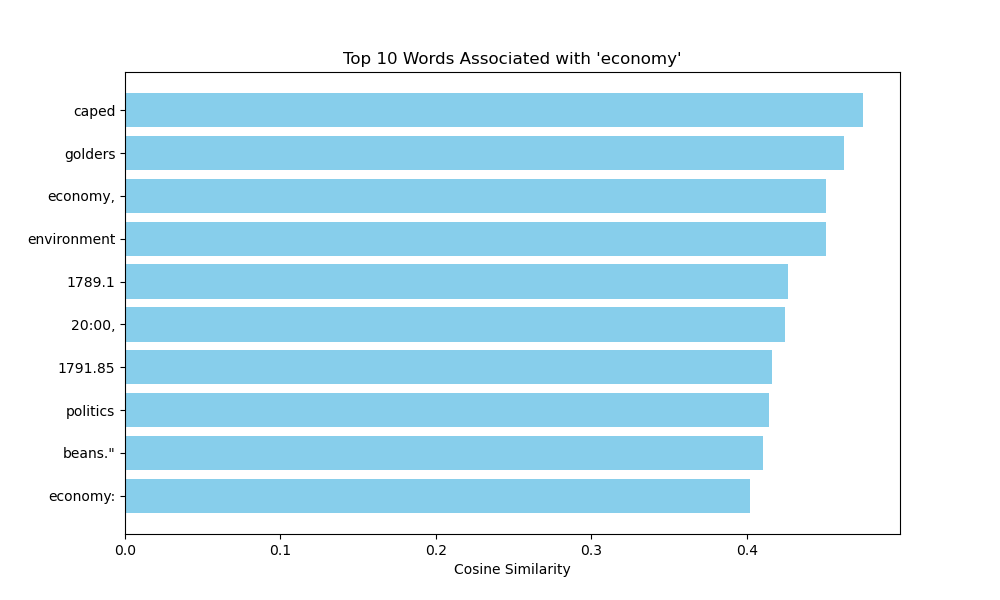 Top 10 Words Associated with 'economy'
caped
golders
economy,
environment
1789.1
20:00,
1791.85
politics
beans."
economy:
0.0 0.1 0.2 0.3 0.4
Cosine Similarity